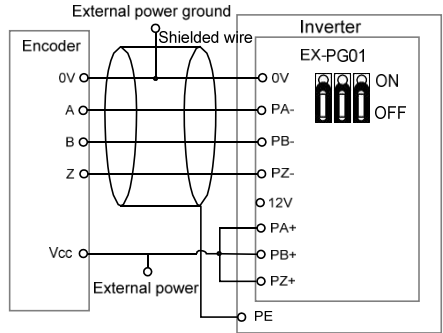 External power ground
Inverter
Encoder
Shielded wire
EX-PG01
0V
0V
ON
A
PA-
OFF
B
PB-
Z
PZ-
12V
PA+
Vcc
PB+
PZ+
External power
PE